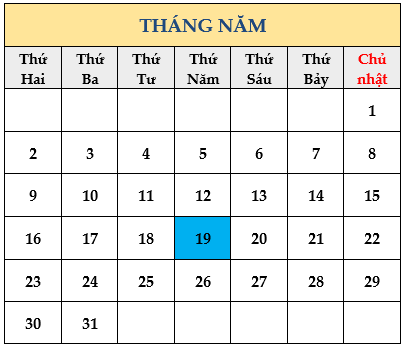 THÁNG NĂM
Thứ Hai Thứ Ba Thứ Tư Thứ Năm Thứ Sáu Thứ Bảy Chủ nhật
1
2 3 4 5 6 7 8
9 10 11 12 13 14 15
16 17 18 19 20 21 22
23 24 25 26 27 28 29
30 31